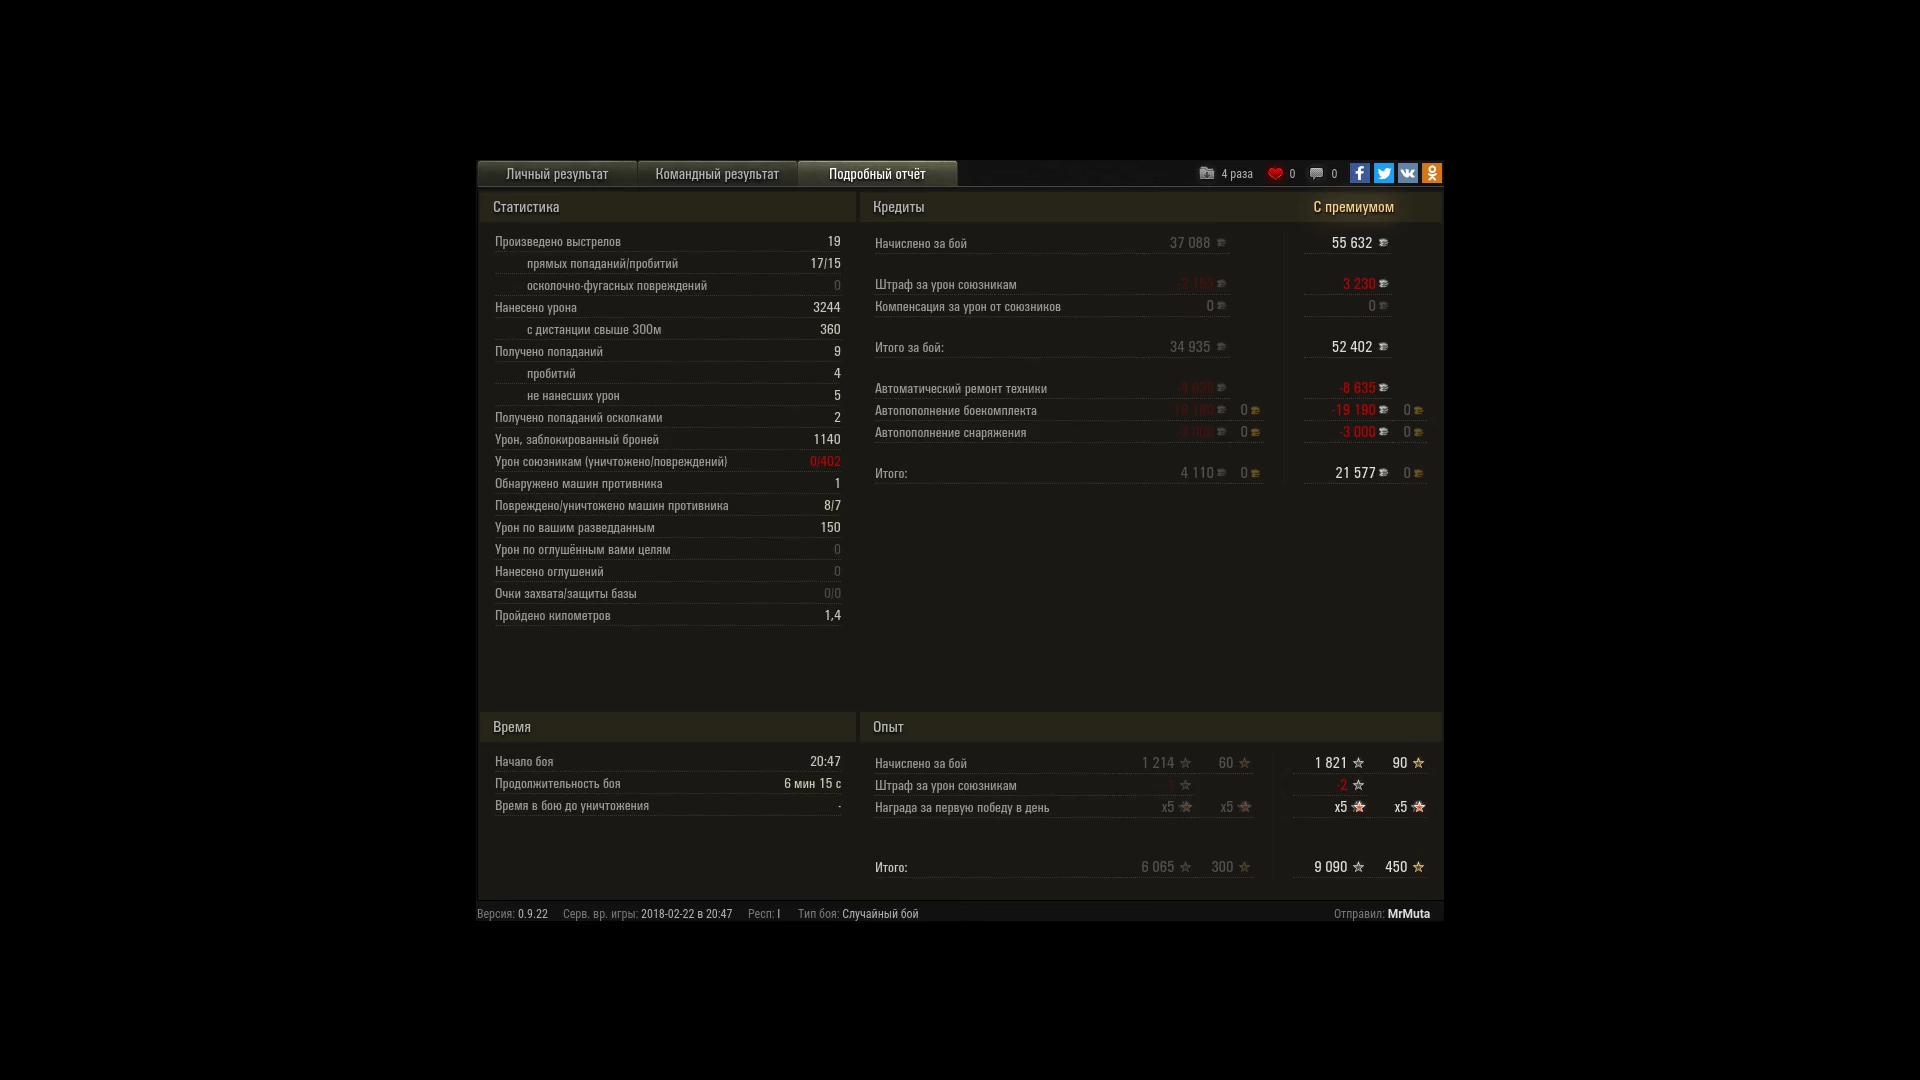 Личный результат Командный результат Подробный отчёт 4 раза 0 0
Статистика
Произведено выстрелов 19
прямых попаданий/пробитий 17/15
осколочно-фугасных повреждений 0
Нанесено урона 3244
с дистанции свыше 300м 360
Получено попаданий 9
пробитий 4
не нанесших урон 5
Получено попаданий осколками 2
Урон, заблокированный броней 1140
Урон союзникам (уничтожено/повреждений) 0/402
Обнаружено машин противника 1
Повреждено/уничтожено машин противника 8/7
Урон по вашим разведданным 150
Урон по оглушённым вами целям 0
Нанесено оглушений 0
Очки захвата/защиты базы 0/0
Пройдено километров 1,4
Кредиты С премиумом
Начислено за бой 37 088 55 632
Штраф за урон союзникам -2 153 3 230
Компенсация за урон от союзников 0 0
Итого за бой: 34 935 52 402
Автоматический ремонт техники -8 635
Автопополнение боекомплекта 0 -19 190 0
Автопополнение снаряжения 0 -3 000 0
Итого: 4 110 0 21 577 0
Время
Начало боя 20:47
Продолжительность боя 6 мин 15 с
Время в бою до уничтожения -
Опыт
Начислено за бой 1 214 60 1 821 90
Штраф за урон союзникам -2
Награда за первую победу в день x5 x5 x5 x5
Итого: 6 065 300 9 090 450
Версия: 0.9.22 Серв. вр. игры: 2018-02-22 в 20:47 Респ: I Тип боя: Случайный бой Отправил: MrMuta